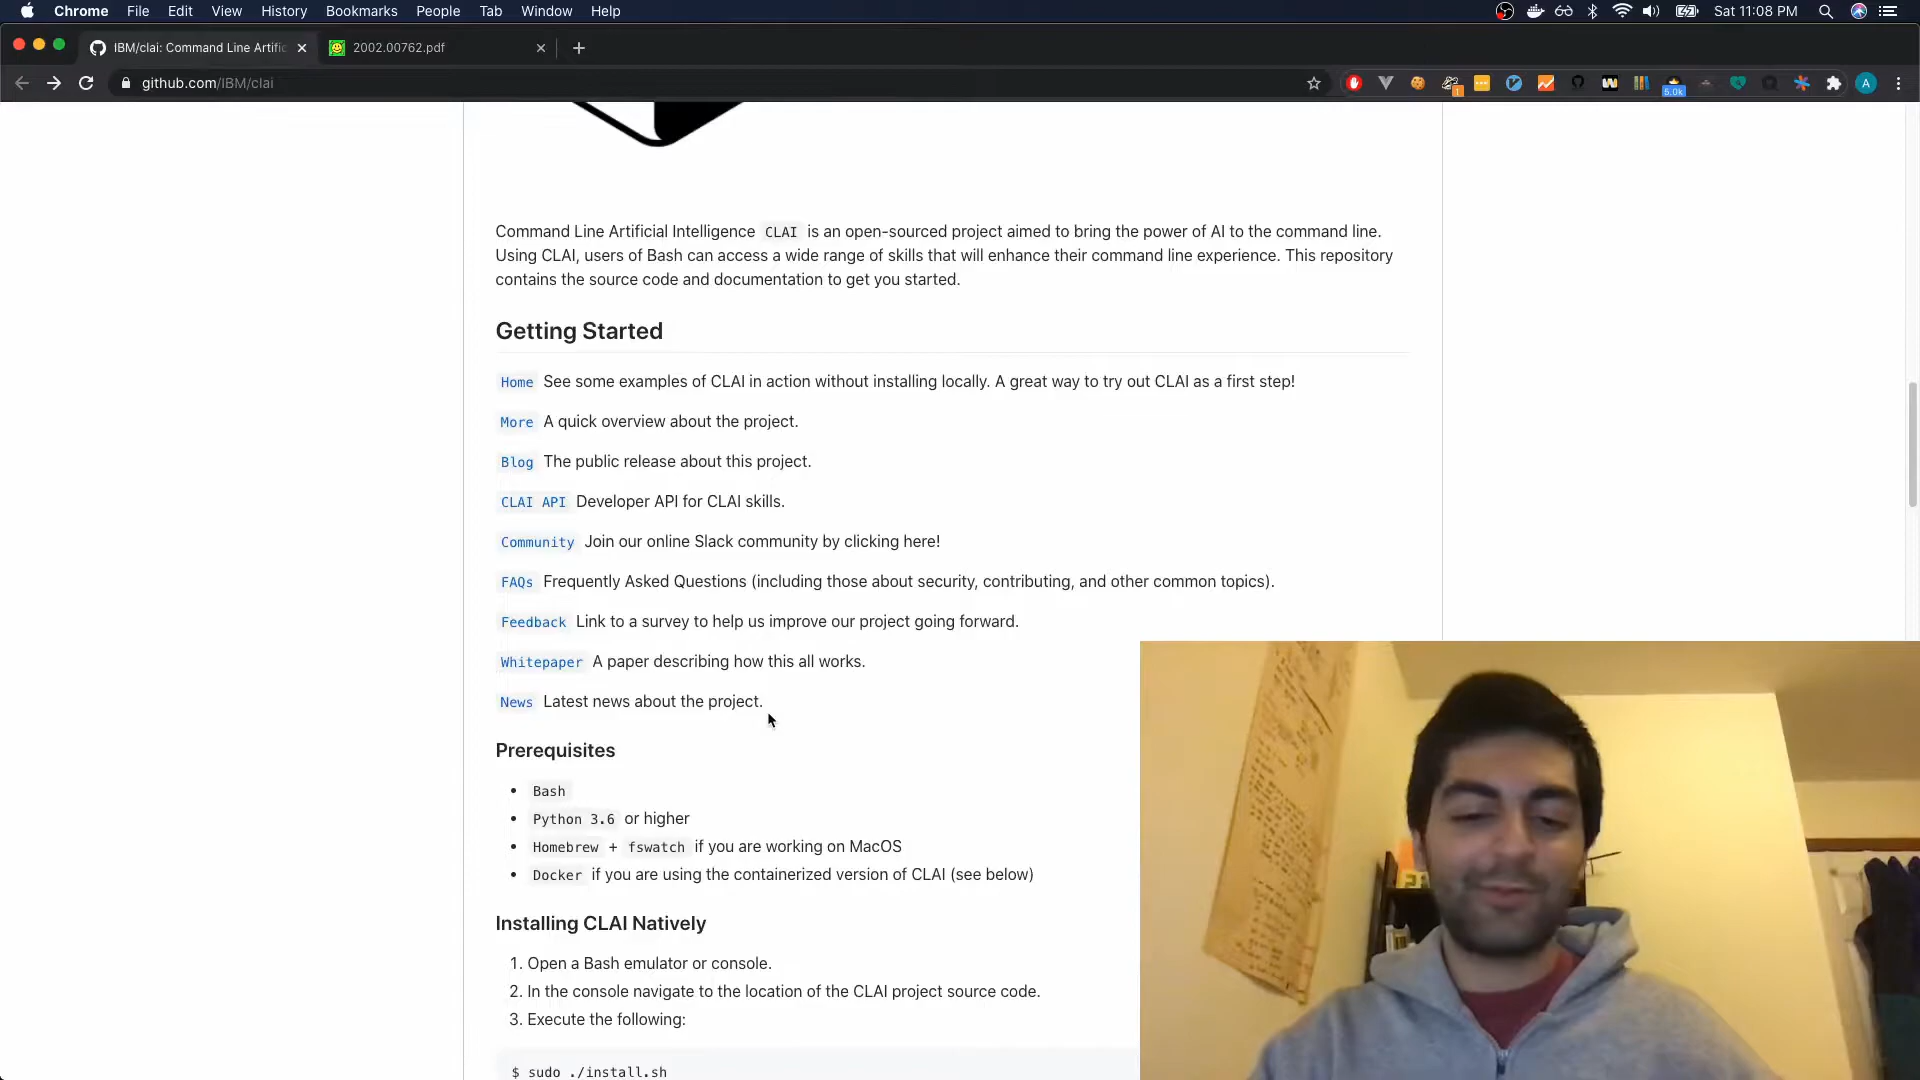 Chrome File Edit View History Bookmarks People Tab Window Help Sat 11:08 PM
IBM/clai: Command Line Artific 2002.00762.pdf
github.com/IBM/clai 1 5.0k A
Command Line Artificial Intelligence CLAI is an open-sourced project aimed to bring the power of AI to the command line.
Using CLAI, users of Bash can access a wide range of skills that will enhance their command line experience. This repository
contains the source code and documentation to get you started.
Getting Started
Home See some examples of CLAI in action without installing locally. A great way to try out CLAI as a first step!
More A quick overview about the project.
Blog The public release about this project.
CLAI API Developer API for CLAI skills.
Community Join our online Slack community by clicking here!
FAQs Frequently Asked Questions (including those about security, contributing, and other common topics).
Feedback Link to a survey to help us improve our project going forward.
Whitepaper A paper describing how this all works.
News Latest news about the project.
Prerequisites
• Bash
• Python 3.6 or higher
• Homebrew + fswatch if you are working on MacOS
• Docker if you are using the containerized version of CLAI (see below)
Installing CLAI Natively
1. Open a Bash emulator or console.
2. In the console navigate to the location of the CLAI project source code.
3. Execute the following:
$ sudo ./install.sh